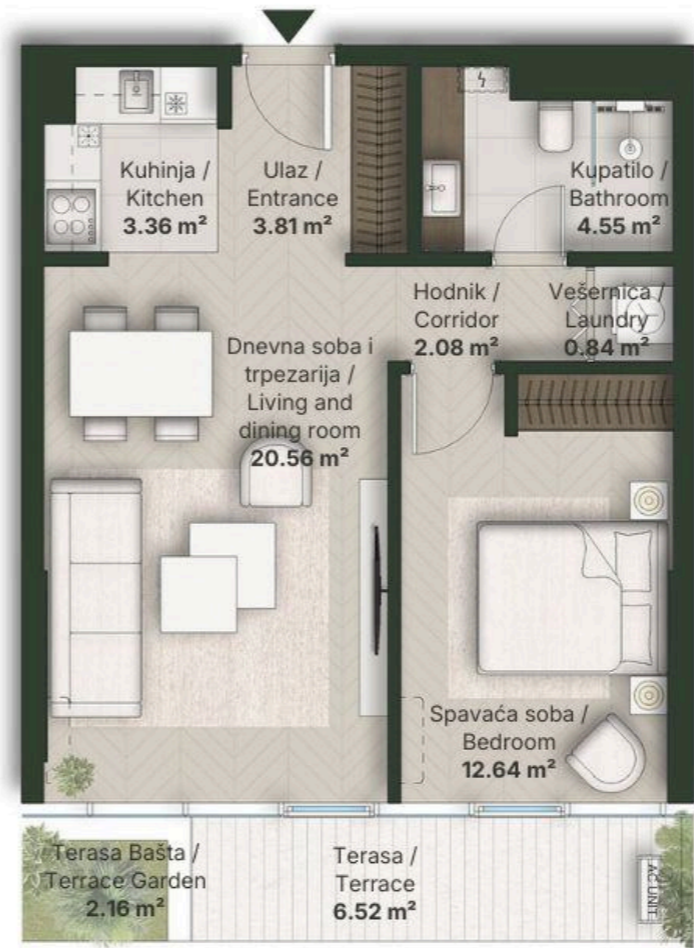 Kuhinja /
Kitchen
3.36 m²
Ulaz /
Entrance
3.81 m²
Kupatilo /
Bathroom
4.55 m²
Hodnik /
Corridor
2.08 m²
Vešernica /
Laundry
0.84 m²
Dnevna soba i
trpezarija /
Living and
dining room
20.56 m²
Spavaća soba /
Bedroom
12.64 m²
Terasa Bašta /
Terrace Garden
2.16 m²
Terasa /
Terrace
6.52 m²
AC UNIT